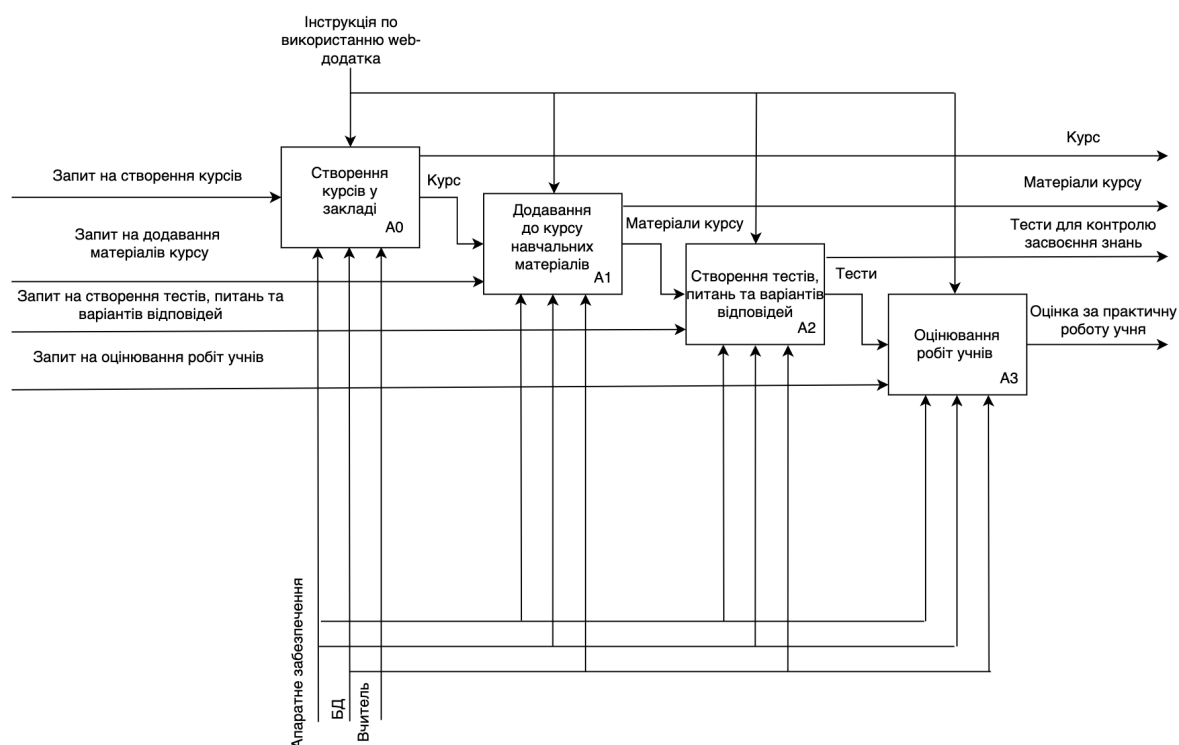 Інструкція по
використанню web-
додатка
Запит на створення курсів
Створення
курсів у
закладі
A0
Курс
Курс
Запит на додавання
матеріалів курсу
Додавання
до курсу
навчальних
матеріалів
A1
Матеріали курсу
Матеріали курсу
Запит на створення тестів, питань та
варіантів відповідей
Створення тестів,
питань та варіантів
відповідей
A2
Тести
Тести для контролю
засвоєння знань
Запит на оцінювання робіт учнів
Оцінювання
робіт учнів
A3
Оцінка за практичну
роботу учня
Апаратне забезпечення
БД
Вчитель